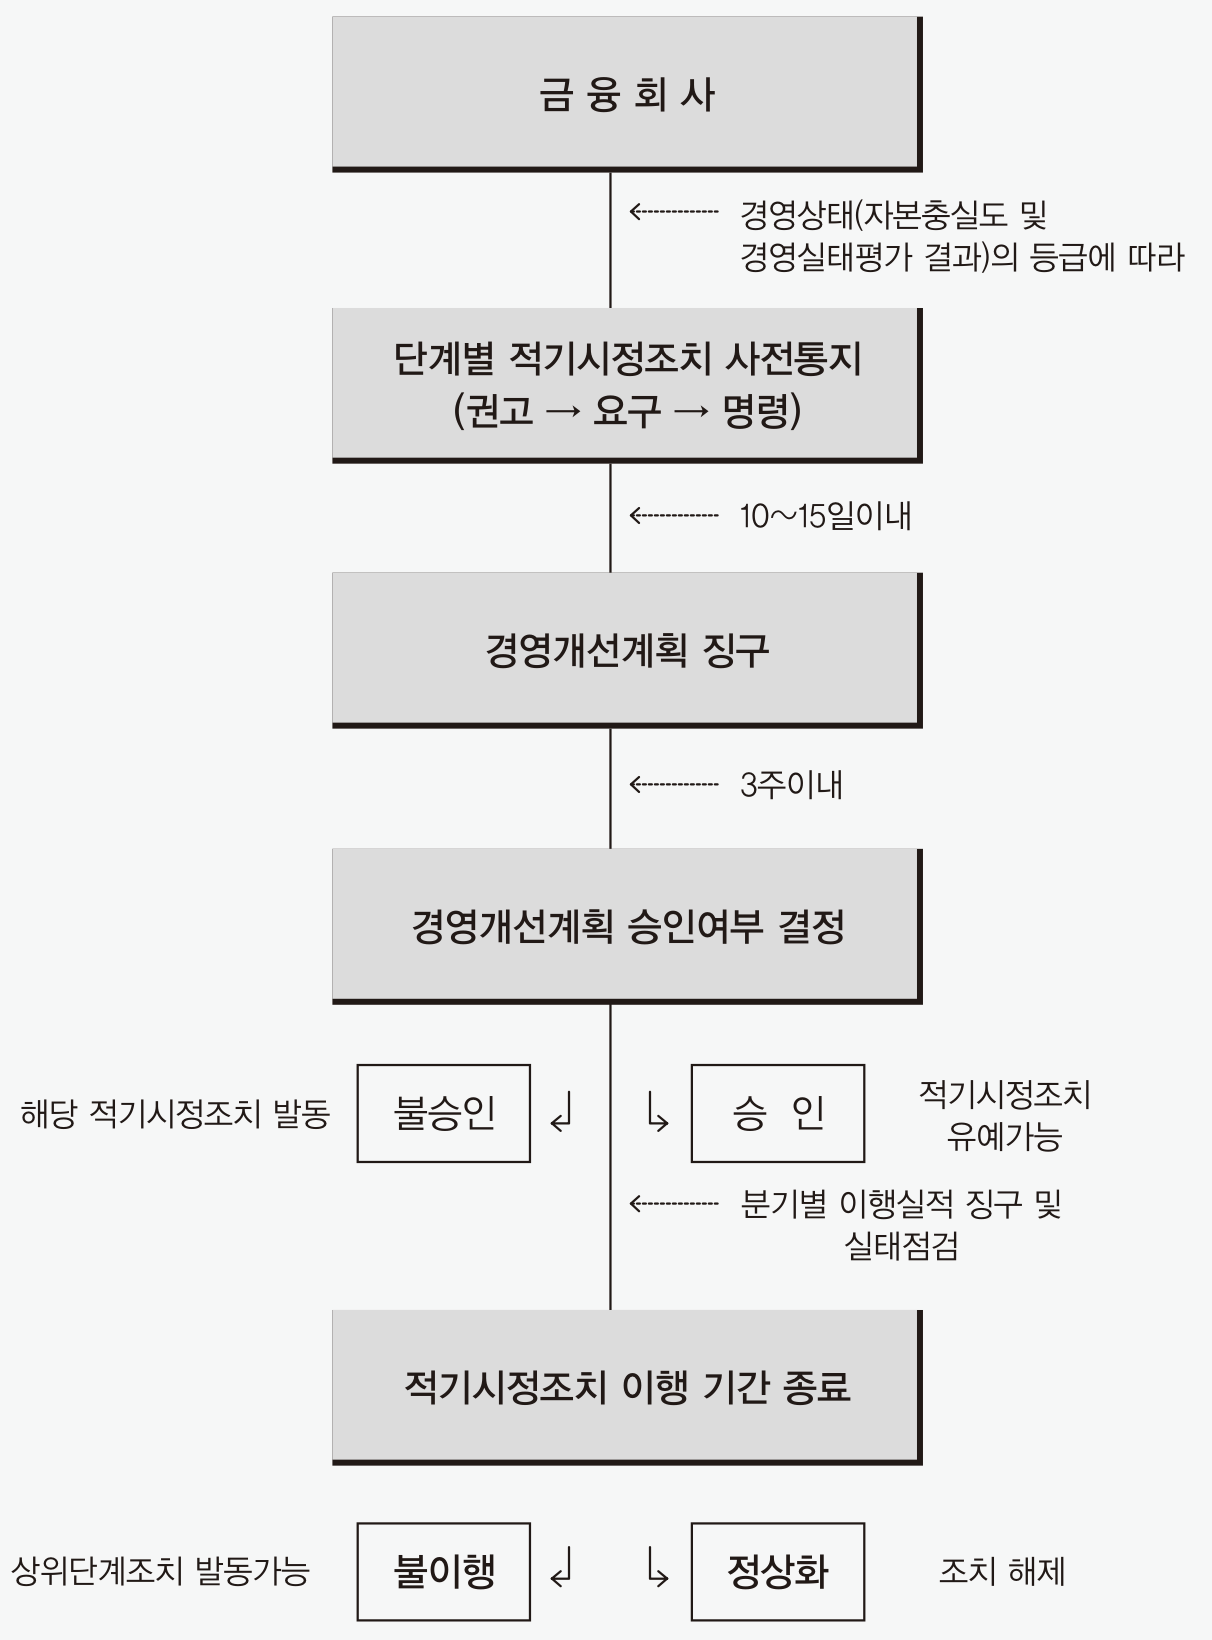 금 융 회 사
경영상태(자본충실도 및
경영실태평가 결과)의 등급에 따라
단계별 적기시정조치 사전통지
(권고 → 요구 → 명령)
10～15일이내
경영개선계획 징구
3주이내
경영개선계획 승인여부 결정
해당 적기시정조치 발동
불승인
승 인
적기시정조치
유예가능
분기별 이행실적 징구 및
실태점검
적기시정조치 이행 기간 종료
상위단계조치 발동가능
불이행
정상화
조치 해제